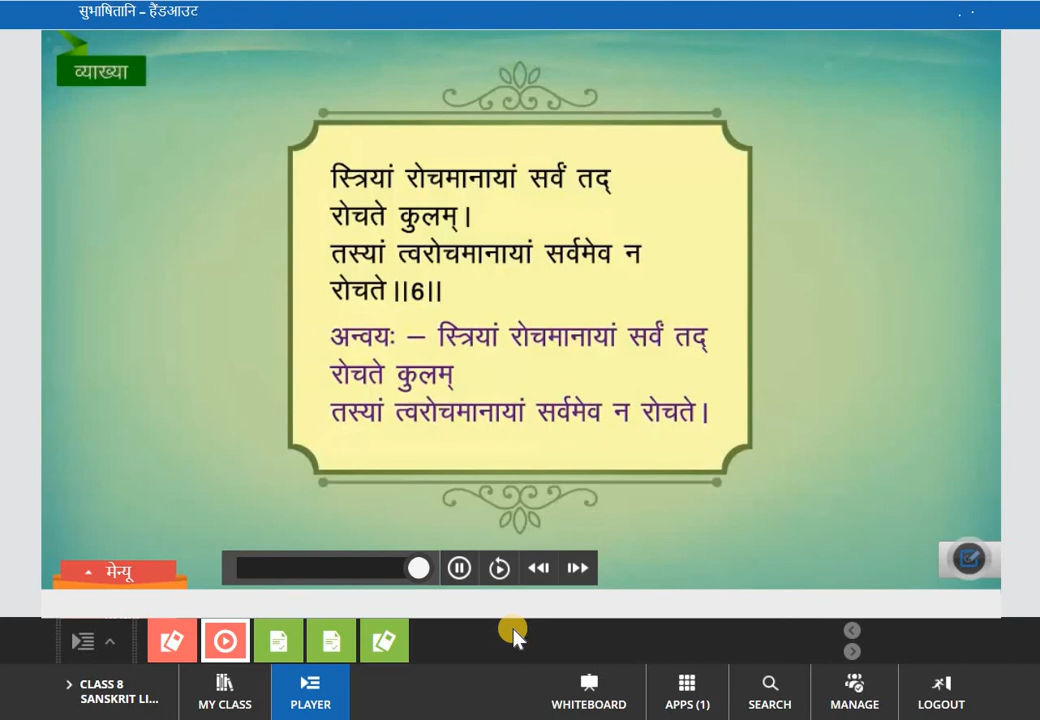 सुभाषितानि – हैंडआउट
व्याख्या
स्त्रियां रोचमानायां सर्वं तद्
रोचते कुलम्।
तस्यां त्वरोचमानायां सर्वमेव न
रोचते॥6॥
अन्वयः – स्त्रियां रोचमानायां सर्वं तद्
रोचते कुलम्
तस्यां त्वरोचमानायां सर्वमेव न रोचते।
मेन्यू
CLASS 8
SANSKRIT LI...
MY CLASS
PLAYER
WHITEBOARD
APPS (1)
SEARCH
MANAGE
LOGOUT